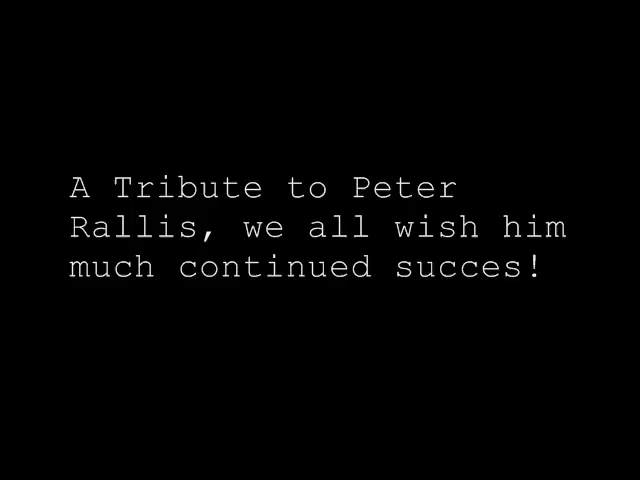 A Tribute to Peter
Rallis, we all wish him
much continued succes!